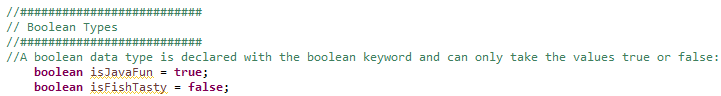 //##########################
// Boolean Types
//##########################
//A boolean data type is declared with the boolean keyword and can only take the values true or false:
boolean isJavaFun = true;
boolean isFishTasty = false;